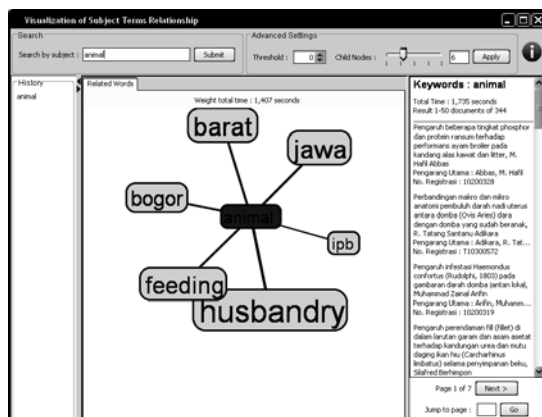 Visualization of Subject Terms Relationship
Search
Search by subject : animal Submit
Advanced Settings
Threshold : 0 Child Nodes : 6 Apply
History
animal
Related Words
Weight total time : 1,407 seconds
barat
jawa
bogor
animal
ipb
feeding
husbandry
Keywords : animal
Total Time : 1,735 seconds
Result 1-50 documents of 344
Pengaruh beberapa tingkat phosphor
dan protein ransum terhadap
performans ayam broiler pada
kandang alas kawat dan litter, M.
Hafil Abbas
Pengarang Utama : Abbas, M. Hafil
No. Registrasi : 10200328
Perbandingan makro dan mikro
anatomi pembuluh darah nadi uterus
antara domba (Ovis Aries) dara
dengan domba yang sudah beranak,
R. Tatang Santanu Adikara
Pengarang Utama : Adikara, R. Tat...
No. Registrasi : T10300572
Pengaruh infestasi Haemondus
confortus (Rudolphi, 1803) pada
gambaran darah domba jantan lokal,
Muhammad Zainal Arifin
Pengarang Utama : Arifin, Muhamm...
No. Registrasi : 10200319
Pengaruh perendaman fill (fillet) di
dalam larutan garam dan asam asetat
terhadap kandungan urea dan mutu
daging ikan hiu (Carcharhinus
limbatus) selama penyimpanan beku,
Silafred Berhimpon
Page 1 of 7 Next >
Jump to page : Go